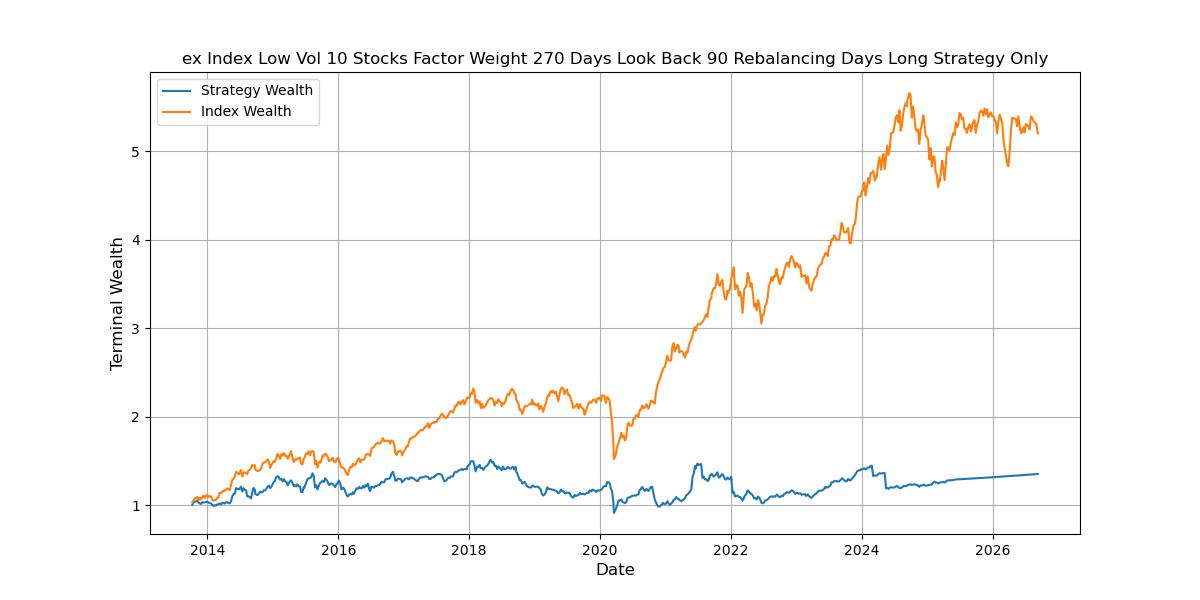 ex Index Low Vol 10 Stocks Factor Weight 270 Days Look Back 90 Rebalancing Days Long Strategy Only
Strategy Wealth
Index Wealth
Terminal Wealth
5
4
3
2
1
2014 2016 2018 2020 2022 2024 2026
Date